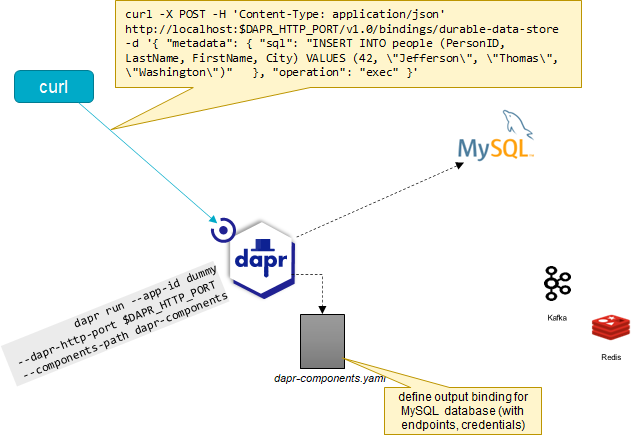 curl -X POST -H 'Content-Type: application/json'
http://localhost:$DAPR_HTTP_PORT/v1.0/bindings/durable-data-store
-d '{ "metadata": { "sql": "INSERT INTO people (PersonID,
LastName, FirstName, City) VALUES (42, \"Jefferson\", \"Thomas\",
\"Washington\")"   }, "operation": "exec" }'
curl
MySQL
dapr
dapr run --app-id dummy
--dapr-http-port $DAPR_HTTP_PORT
--components-path dapr-components
Kafka
Redis
dapr-components.yaml
define output binding for
MySQL database (with
endpoints, credentials)